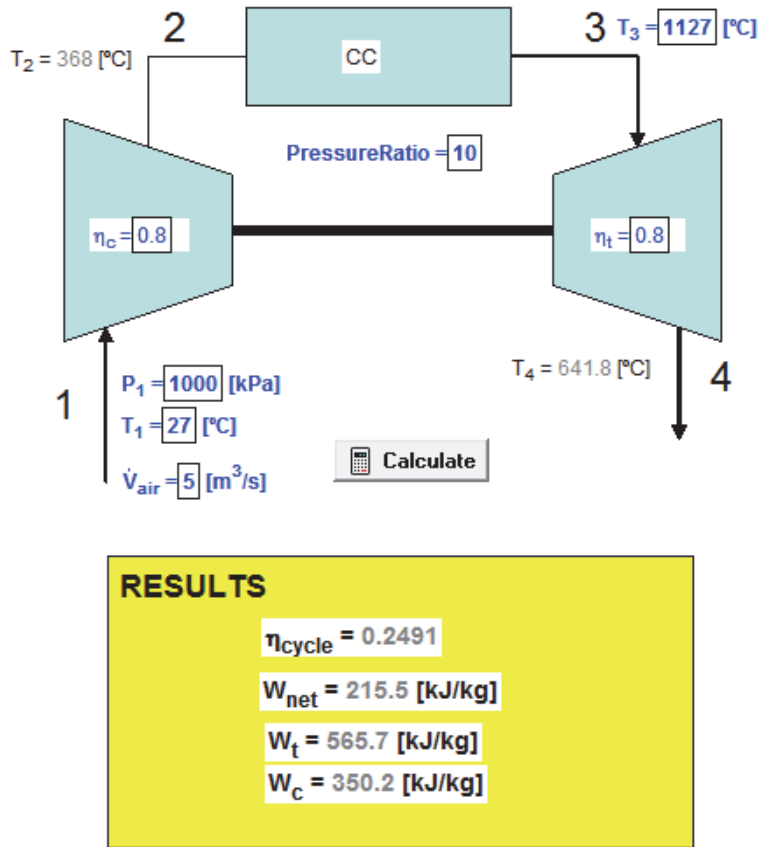 2
3
T3 = 1127 [ºC]
T2 = 368 [ºC]
CC
PressureRatio = 10
ηc = 0.8
ηt = 0.8
1
P1 = 1000 [kPa]
T1 = 27 [ºC]
V̇air = 5 [m³/s]
T4 = 641.8 [ºC]
4
Calculate
RESULTS
ηcycle = 0.2491
Wnet = 215.5 [kJ/kg]
Wt = 565.7 [kJ/kg]
Wc = 350.2 [kJ/kg]